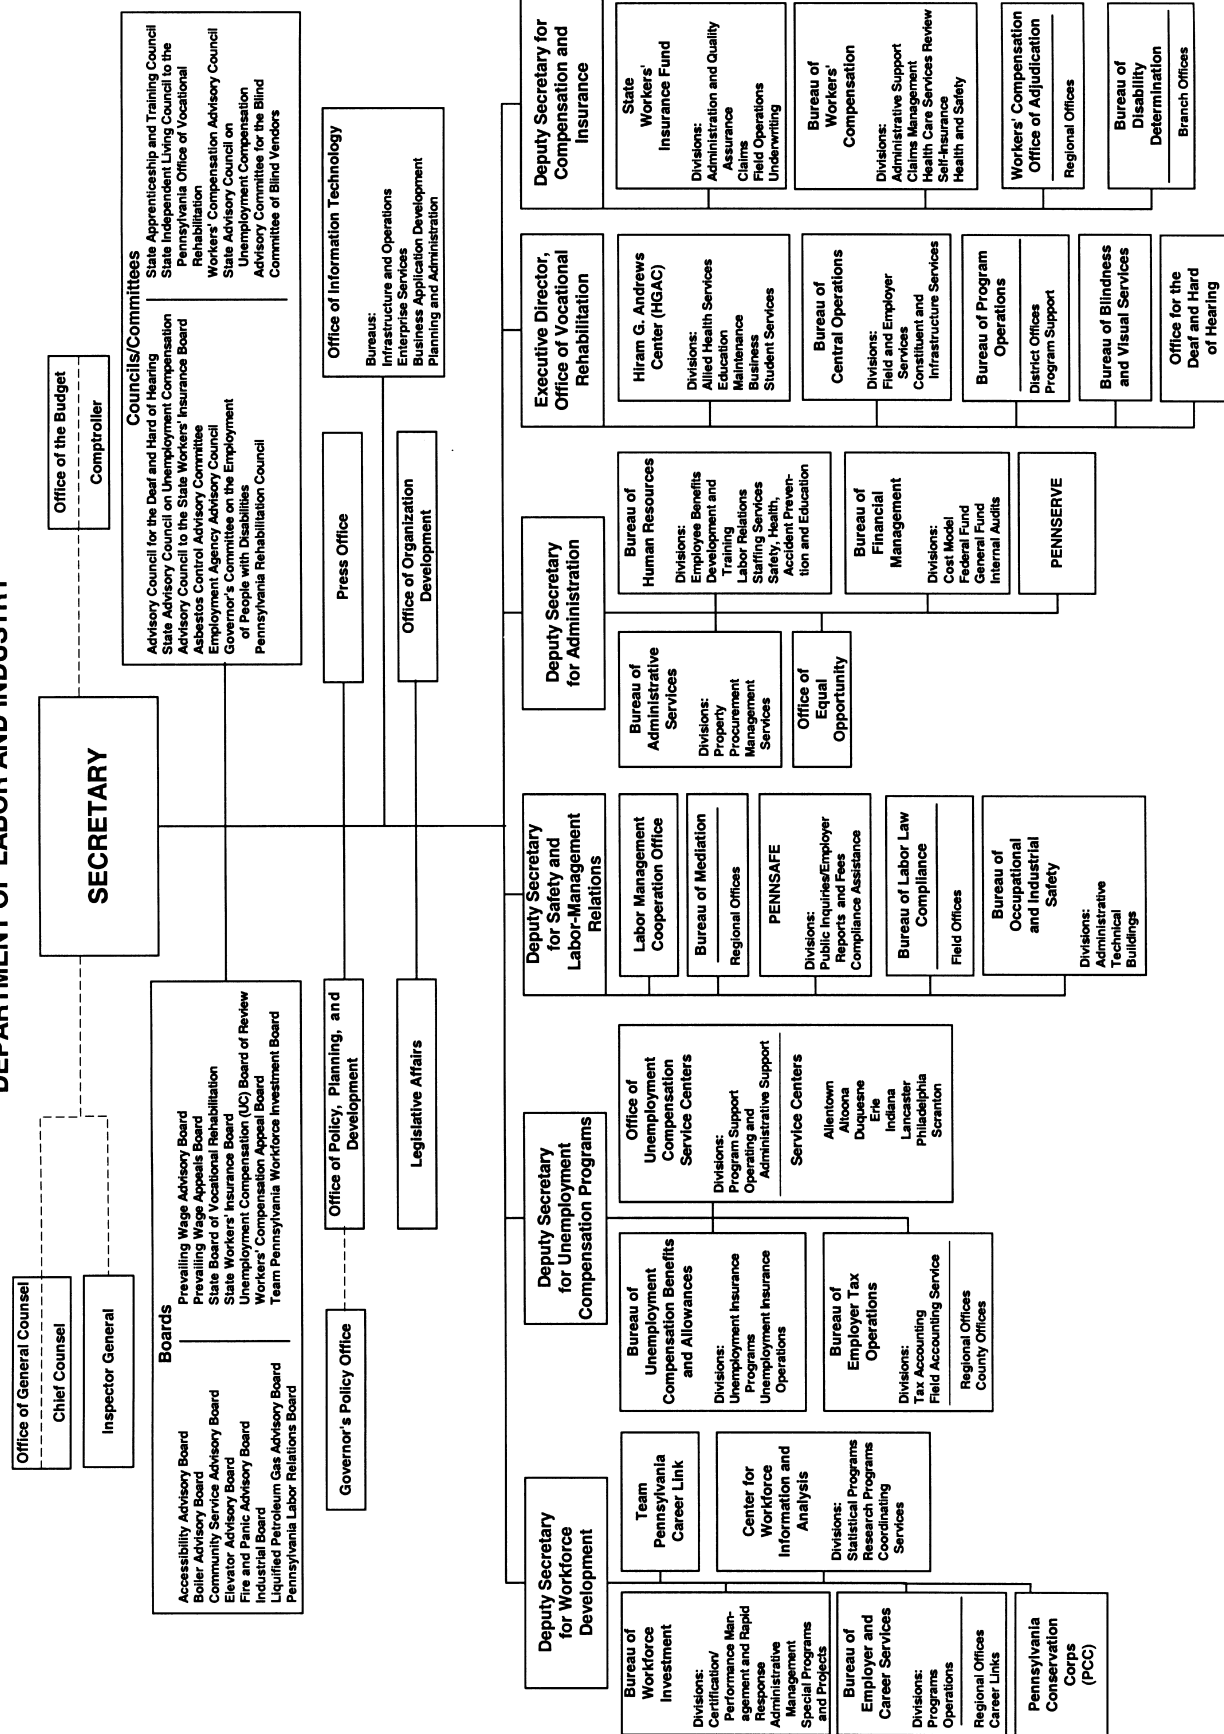 DEPARTMENT OF LABOR AND INDUSTRY
SECRETARY
Office of General Counsel
Chief Counsel
Inspector General
Office of the Budget
Comptroller
Boards
Accessibility Advisory Board
Boiler Advisory Board
Community Service Advisory Board
Elevator Advisory Board
Fire and Panic Advisory Board
Industrial Board
Liquified Petroleum Gas Advisory Board
Pennsylvania Labor Relations Board
Prevailing Wage Advisory Board
Prevailing Wage Appeals Board
State Board of Vocational Rehabilitation
State Workers' Insurance Board
Unemployment Compensation (UC) Board of Review
Workers' Compensation Appeal Board
Team Pennsylvania Workforce Investment Board
Councils/Committees
Advisory Council for the Deaf and Hard of Hearing
State Advisory Council on Unemployment Compensation
Advisory Council to the State Workers' Insurance Board
Asbestos Control Advisory Committee
Employment Agency Advisory Council
Governor's Committee on the Employment
of People with Disabilities
Pennsylvania Rehabilitation Council
State Apprenticeship and Training Council
State Independent Living Council to the
Pennsylvania Office of Vocational
Rehabilitation
Workers' Compensation Advisory Council
State Advisory Council on
Unemployment Compensation
Advisory Committee for the Blind
Committee of Blind Vendors
Governor's Policy Office
Office of Policy, Planning, and
Development
Legislative Affairs
Press Office
Office of Organization
Development
Office of Information Technology
Bureaus:
Infrastructure and Operations
Enterprise Services
Business Application Development
Planning and Administration
Deputy Secretary
for Workforce
Development
Bureau of
Workforce
Investment
Divisions:
Certification/
Performance Man-
agement and Rapid
Response
Administrative
Management
Special Programs
and Projects
Bureau of
Employer and
Career Services
Divisions:
Programs
Operations
Regional Offices
Career Links
Pennsylvania
Conservation
Corps
(PCC)
Team
Pennsylvania
Career Link
Center for
Workforce
Information and
Analysis
Divisions:
Statistical Programs
Research Programs
Coordinating
Services
Deputy Secretary
for Unemployment
Compensation Programs
Bureau of
Unemployment
Compensation Benefits
and Allowances
Divisions:
Unemployment Insurance
Programs
Unemployment Insurance
Operations
Bureau of
Employer Tax
Operations
Divisions:
Tax Accounting
Field Accounting Service
Regional Offices
County Offices
Office of
Unemployment
Compensation
Service Centers
Divisions:
Program Support
Operating and
Administrative Support
Service Centers
Allentown
Altoona
Duquesne
Erie
Indiana
Lancaster
Philadelphia
Scranton
Deputy Secretary
for Safety and
Labor-Management
Relations
Labor Management
Cooperation Office
Bureau of Mediation
Regional Offices
PENNSAFE
Divisions:
Public Inquiries/Employer
Reports and Fees
Compliance Assistance
Bureau of Labor Law
Compliance
Field Offices
Bureau of
Occupational
and Industrial
Safety
Divisions:
Administrative
Technical
Buildings
Deputy Secretary
for Administration
Bureau of
Administrative
Services
Divisions:
Property
Procurement
Management
Services
Office of
Equal
Opportunity
Bureau of
Human Resources
Divisions:
Employee Benefits
Development and
Training
Labor Relations
Staffing Services
Safety, Health,
Accident Preven-
tion and Education
Bureau of
Financial
Management
Divisions:
Cost Model
Federal Fund
General Fund
Internal Audits
PENNSERVE
Executive Director,
Office of Vocational
Rehabilitation
Hiram G. Andrews
Center (HGAC)
Divisions:
Allied Health Services
Education
Maintenance
Business
Student Services
Bureau of
Central Operations
Divisions:
Field and Employer
Services
Constituent and
Infrastructure Services
Bureau of Program
Operations
District Offices
Program Support
Bureau of Blindness
and Visual Services
Office for the
Deaf and Hard
of Hearing
Deputy Secretary for
Compensation and
Insurance
State
Workers'
Insurance Fund
Divisions:
Administration and Quality
Assurance
Claims
Field Operations
Underwriting
Bureau of
Workers'
Compensation
Divisions:
Administrative Support
Claims Management
Health Care Services Review
Self-Insurance
Health and Safety
Workers' Compensation
Office of Adjudication
Regional Offices
Bureau of
Disability
Determination
Branch Offices